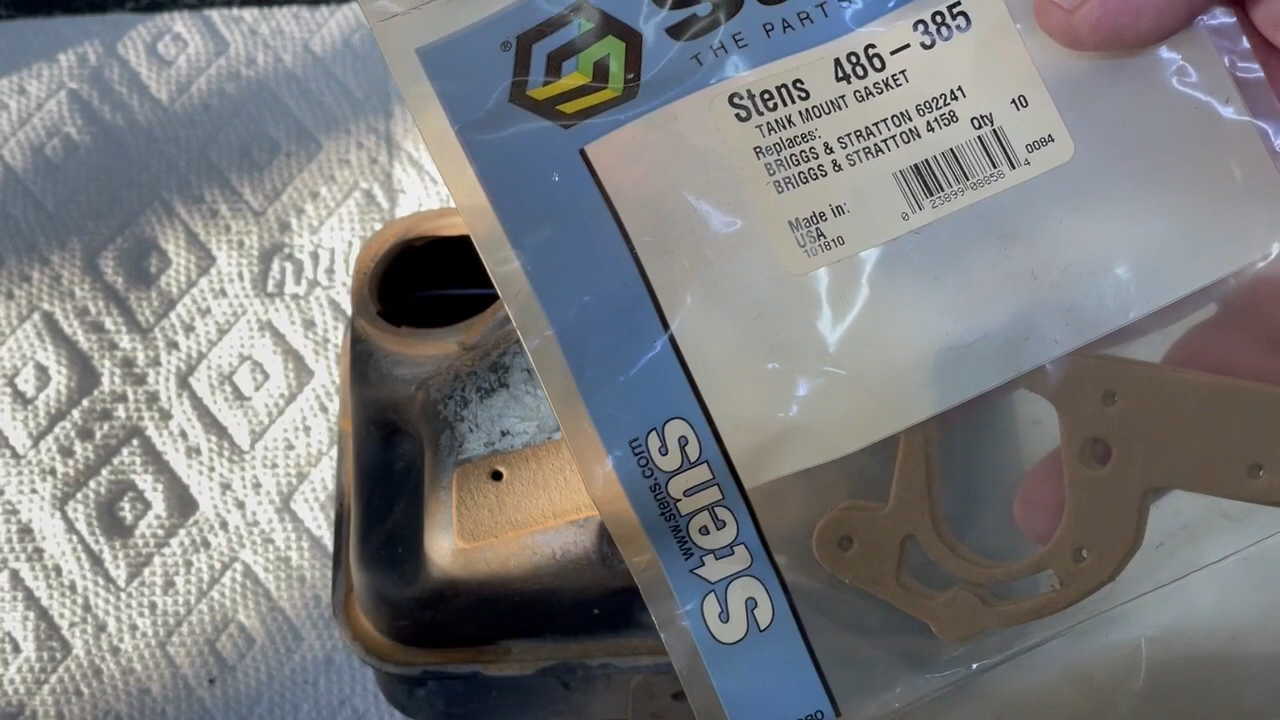 ®
THE PARTS
Stens 486-385
TANK MOUNT GASKET
Replaces:
BRIGGS & STRATTON 692241
BRIGGS & STRATTON 4158 Qty 10
0084
0 23899 08858 4
Made in:
USA
101810
www.stens.com
Stens